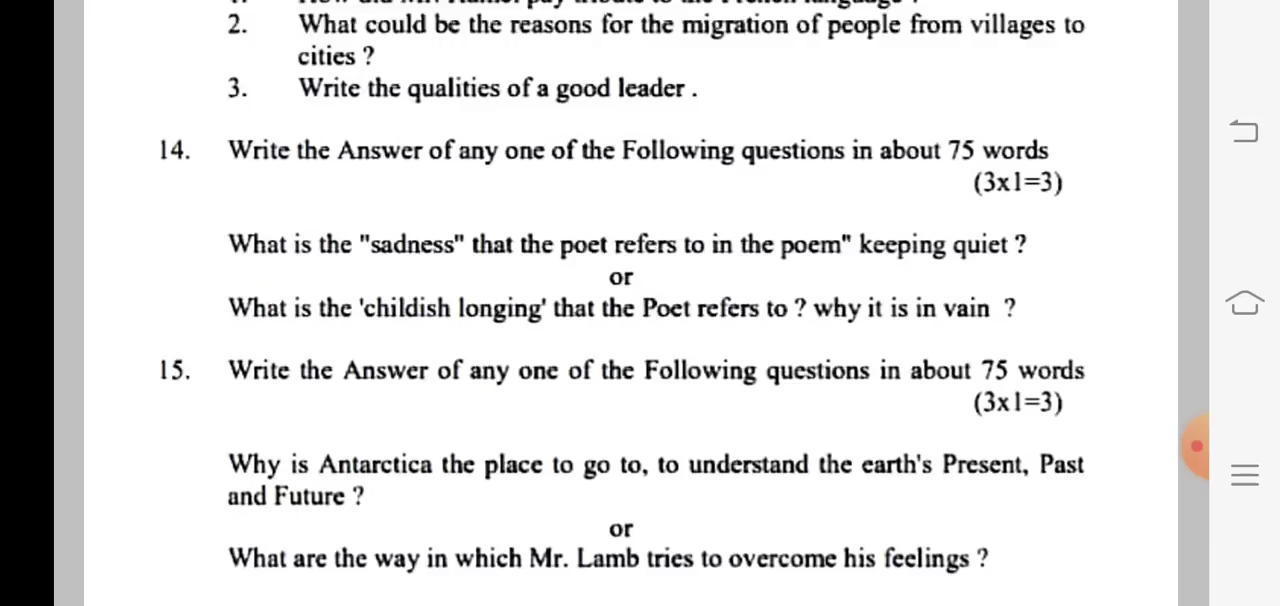 2. What could be the reasons for the migration of people from villages to
cities ?
3. Write the qualities of a good leader .
14. Write the Answer of any one of the Following questions in about 75 words
(3x1=3)
What is the "sadness" that the poet refers to in the poem" keeping quiet ?
or
What is the 'childish longing' that the Poet refers to ? why it is in vain ?
15. Write the Answer of any one of the Following questions in about 75 words
(3x1=3)
Why is Antarctica the place to go to, to understand the earth's Present, Past
and Future ?
or
What are the way in which Mr. Lamb tries to overcome his feelings ?